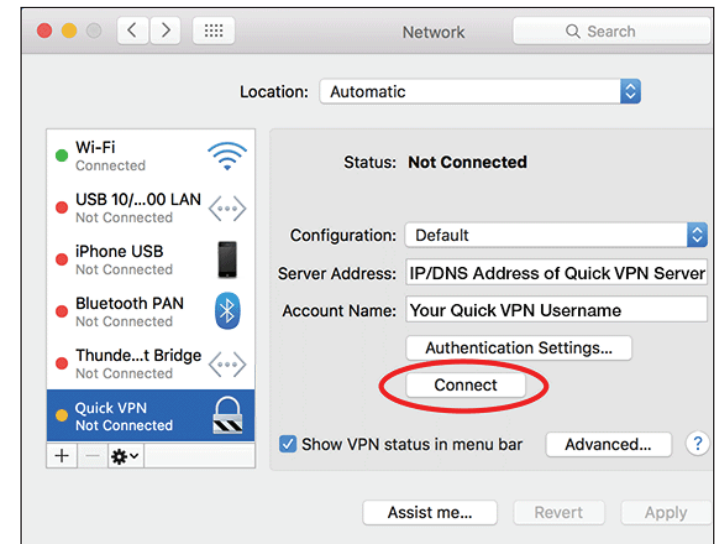 Network
Search
Location: Automatic
Wi-Fi
Connected
USB 10/...00 LAN
Not Connected
iPhone USB
Not Connected
Bluetooth PAN
Not Connected
Thunde...t Bridge
Not Connected
Quick VPN
Not Connected
Status: Not Connected
Configuration: Default
Server Address: IP/DNS Address of Quick VPN Server
Account Name: Your Quick VPN Username
Authentication Settings...
Connect
Show VPN status in menu bar
Advanced...
?
Assist me...
Revert
Apply